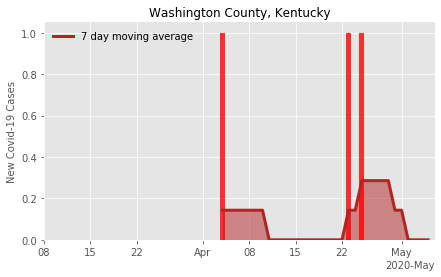 Washington County, Kentucky
7 day moving average
New Covid-19 Cases
1.0
0.8
0.6
0.4
0.2
0.0
08 15 22 Apr 08 15 22 May
2020-May